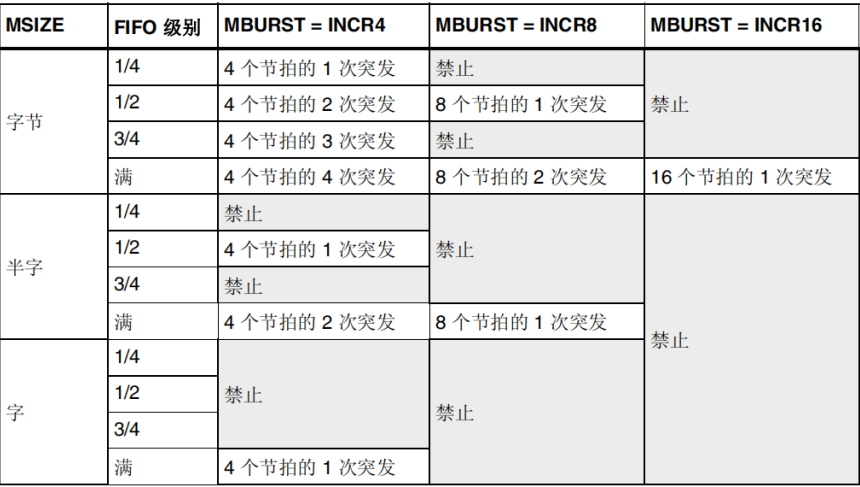 MSIZE FIFO 级别 MBURST = INCR4 MBURST = INCR8 MBURST = INCR16
字节 1/4 4 个节拍的 1 次突发 禁止 禁止
1/2 4 个节拍的 2 次突发 8 个节拍的 1 次突发
3/4 4 个节拍的 3 次突发 禁止
满 4 个节拍的 4 次突发 8 个节拍的 2 次突发 16 个节拍的 1 次突发
半字 1/4 禁止 禁止 禁止
1/2 4 个节拍的 1 次突发
3/4 禁止
满 4 个节拍的 2 次突发 8 个节拍的 1 次突发
字 1/4 禁止 禁止
1/2
3/4
满 4 个节拍的 1 次突发